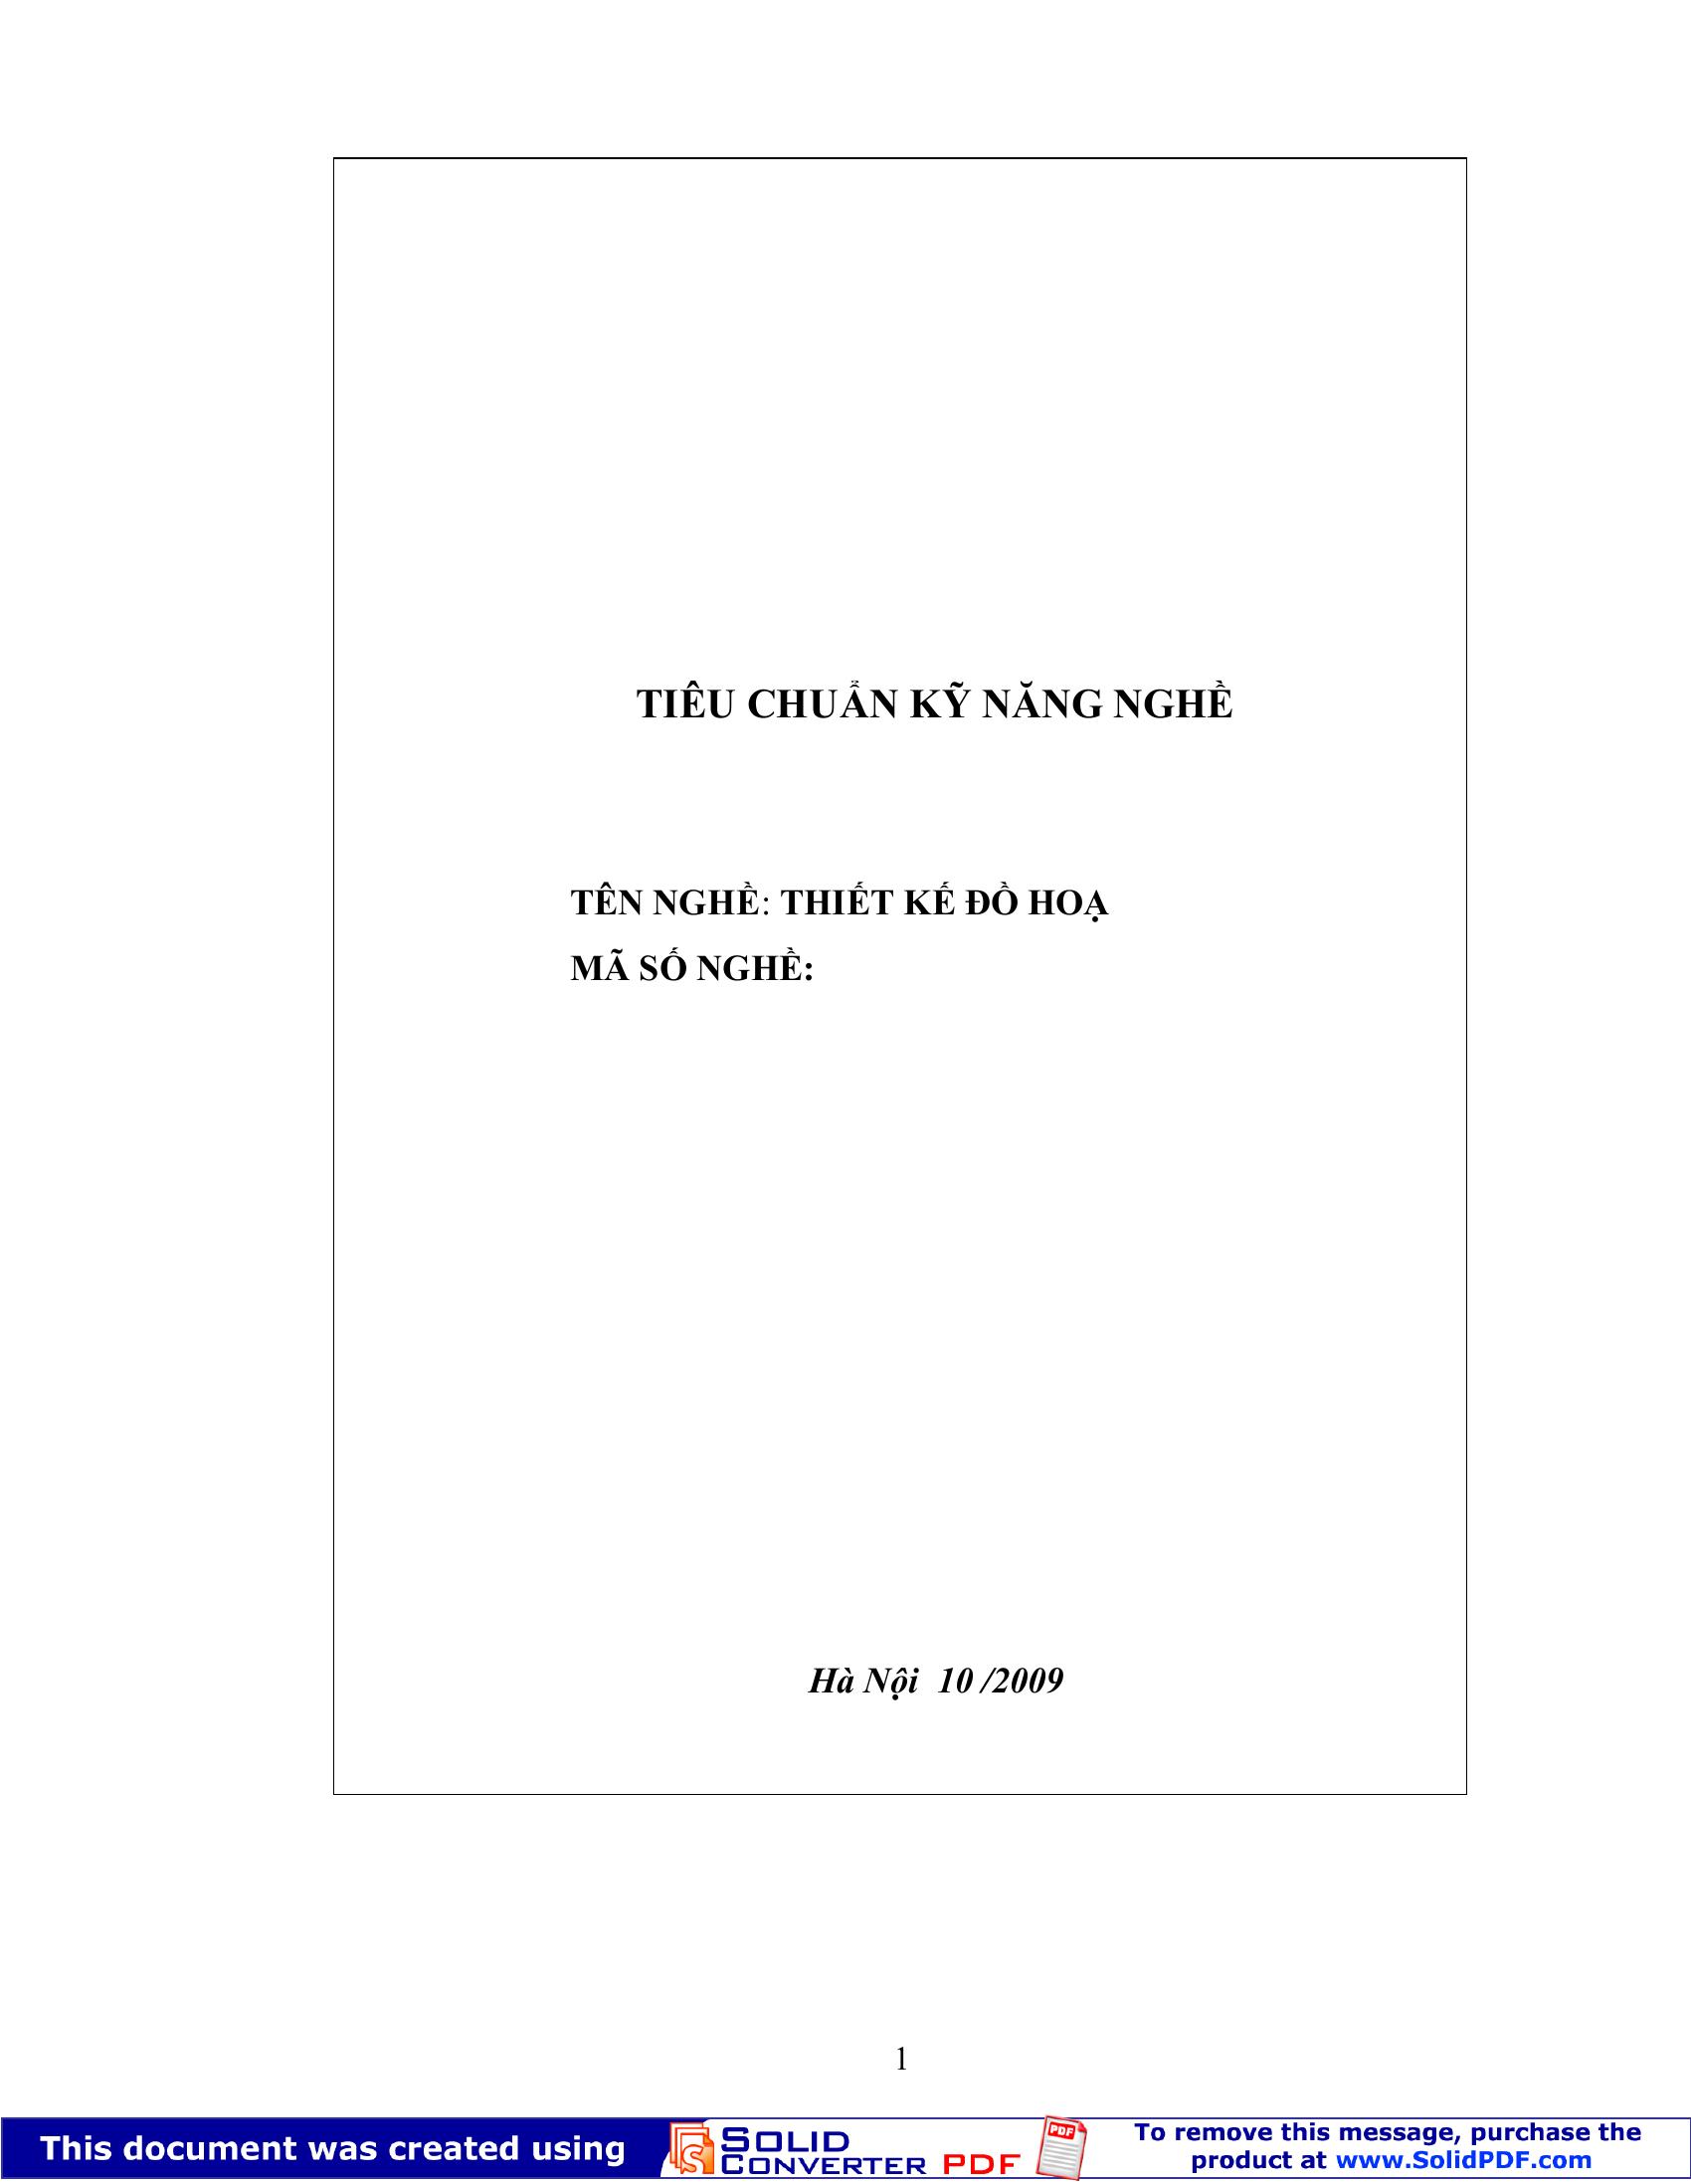 TIÊU CHUẨN KỸ NĂNG NGHỀ
TÊN NGHỀ: THIẾT KẾ ĐỒ HOẠ
MÃ SỐ NGHỀ:
Hà Nội 10 /2009
1
This document was created using
SOLID
CONVERTER PDF
PDF
To remove this message, purchase the
product at www.SolidPDF.com